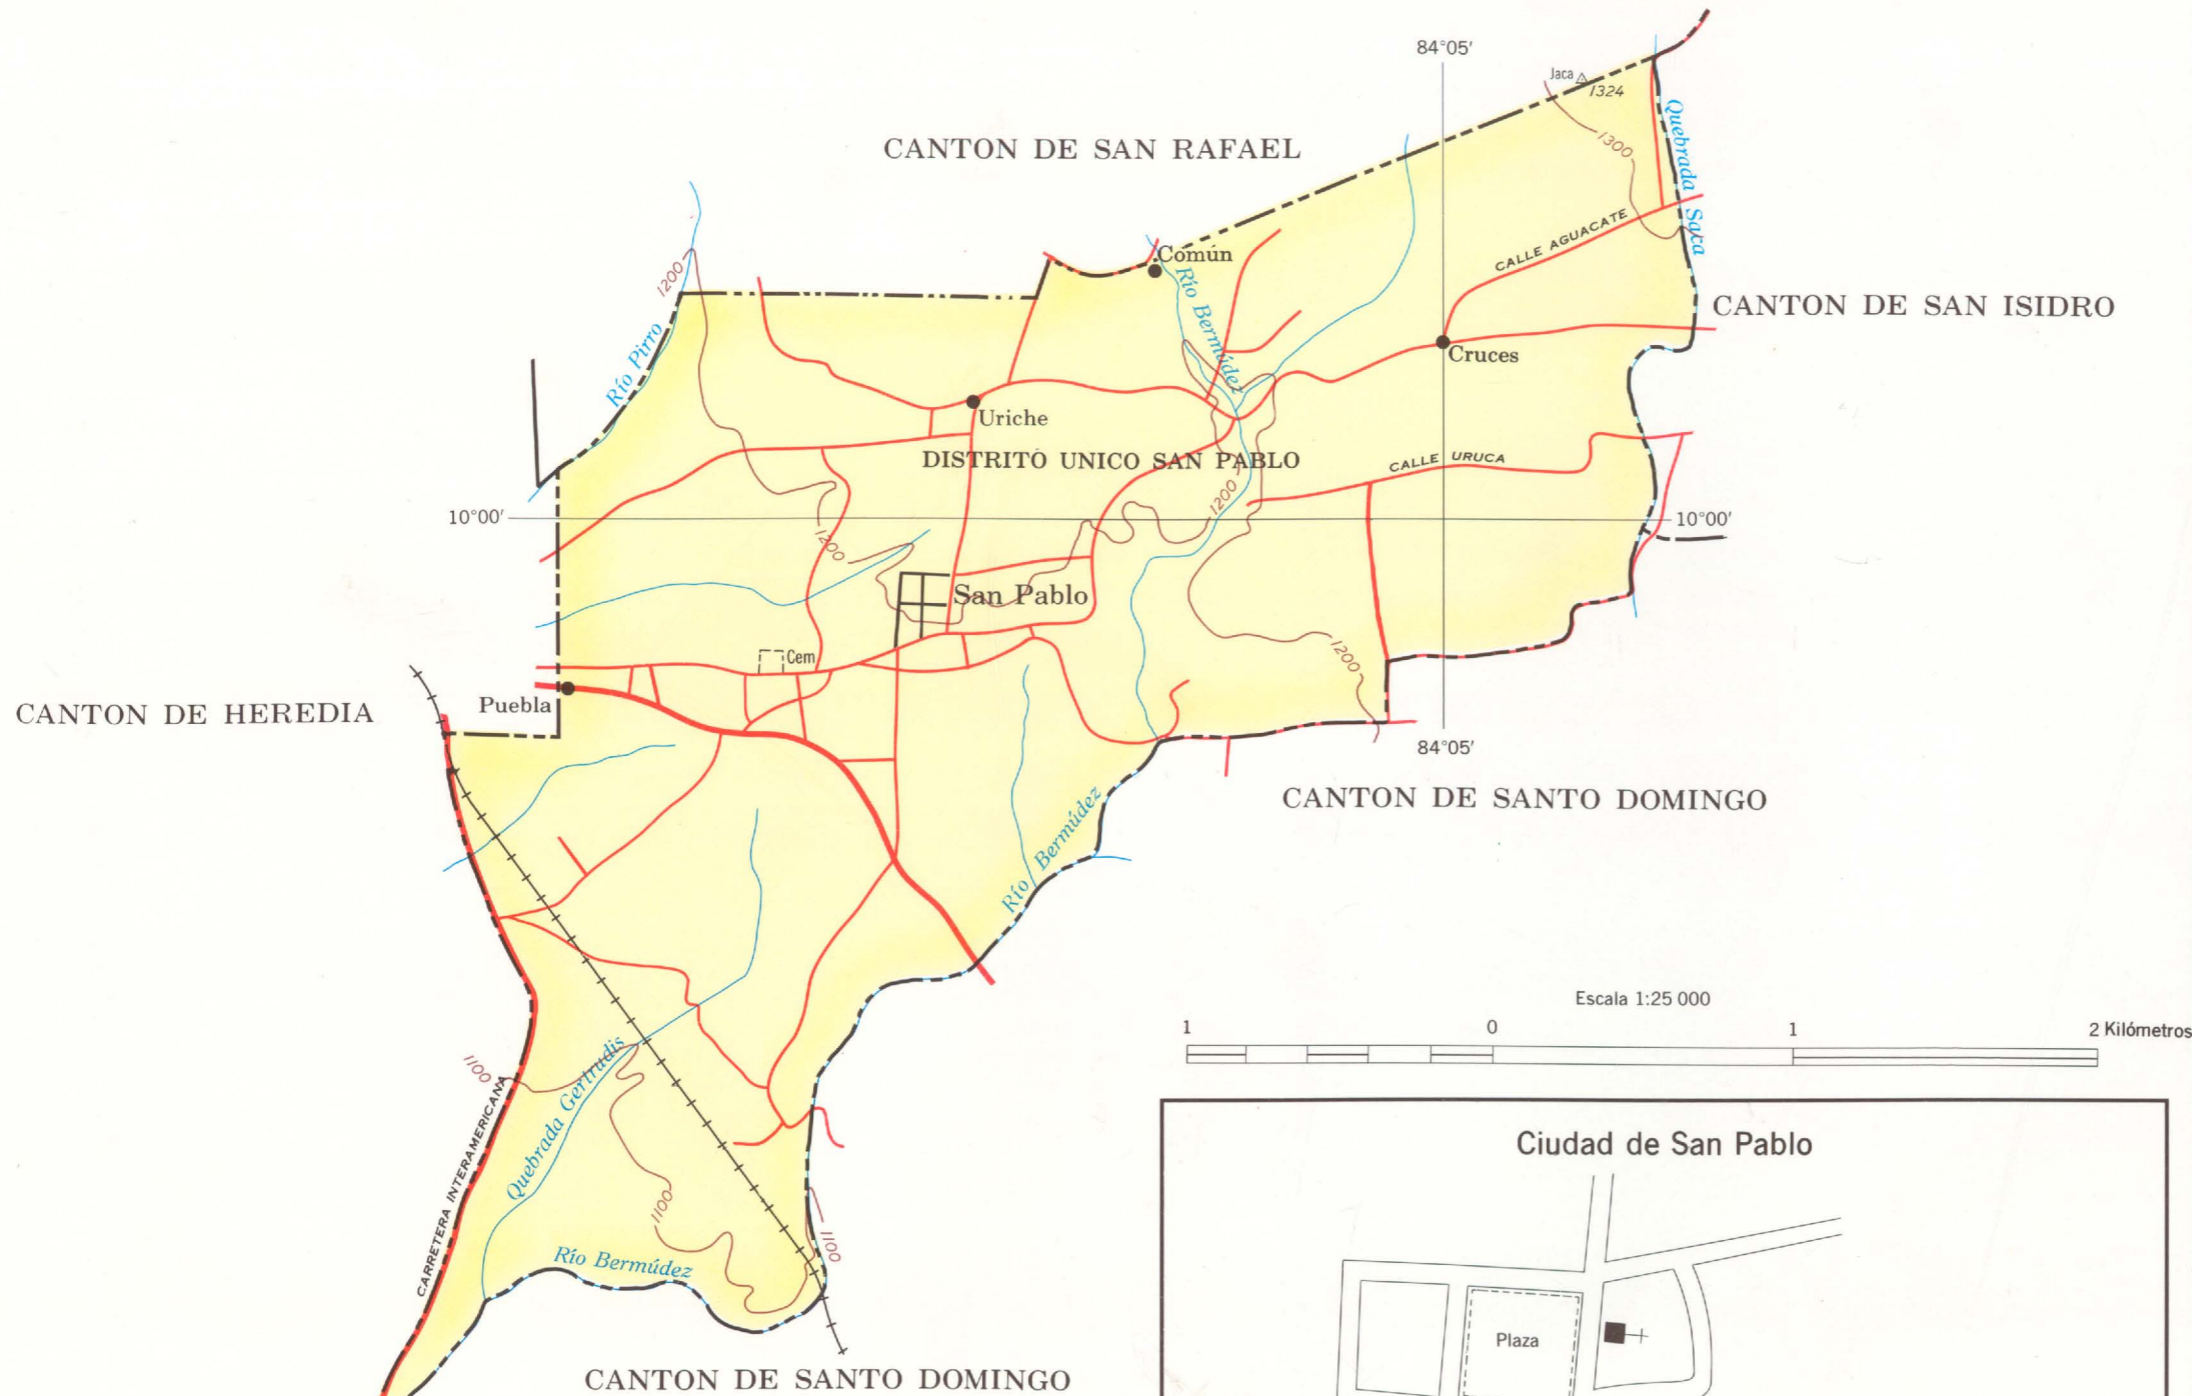 84°05'
Jaca
1324
CANTON DE SAN RAFAEL
Quebrada Saca
1300
CALLE AGUACATE
Común
1200
Río Bermúdez
CANTON DE SAN ISIDRO
Río Pirro
Cruces
Uriche
DISTRITO UNICO SAN PABLO
CALLE URUCA
1200
10°00'
10°00'
1200
San Pablo
Cem
1200
Puebla
CANTON DE HEREDIA
84°05'
CANTON DE SANTO DOMINGO
Río Bermúdez
Escala 1:25 000
1 0 1 2 Kilómetros
1100
Quebrada Gertrudis
CARRETERA INTERAMERICANA
Ciudad de San Pablo
1100
1100
Río Bermúdez
Plaza
CANTON DE SANTO DOMINGO